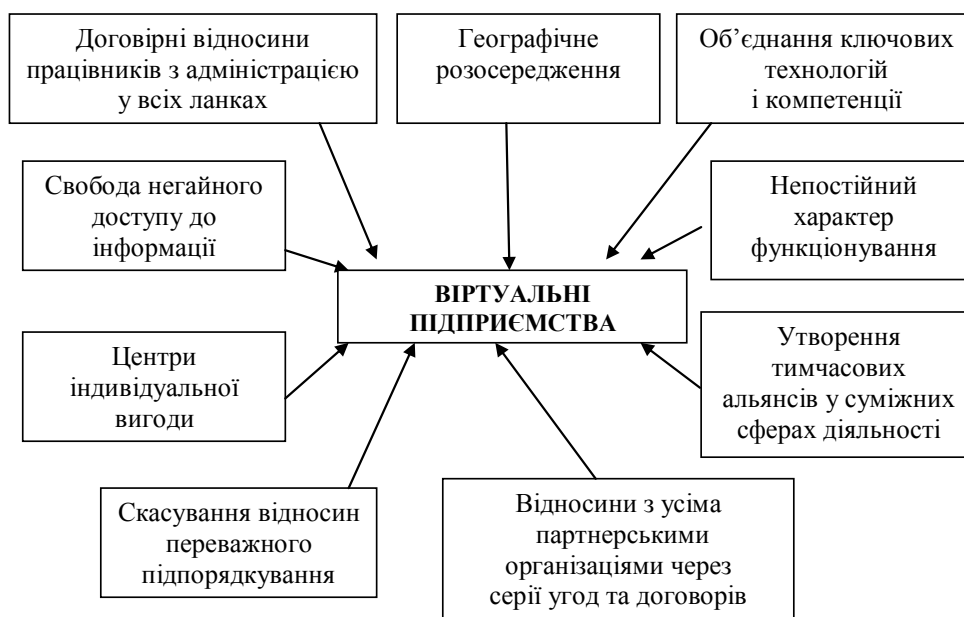 Договірні відносини
працівників з адміністрацією
у всіх ланках
Географічне
розосередження
Об’єднання ключових
технологій
і компетенції
Свобода негайного
доступу до
інформації
Непостійний
характер
функціонування
ВІРТУАЛЬНІ
ПІДПРИЄМСТВА
Центри
індивідуальної
вигоди
Утворення
тимчасових
альянсів у суміжних
сферах діяльності
Скасування відносин
переважного
підпорядкування
Відносини з усіма
партнерськими
організаціями через
серії угод та договорів